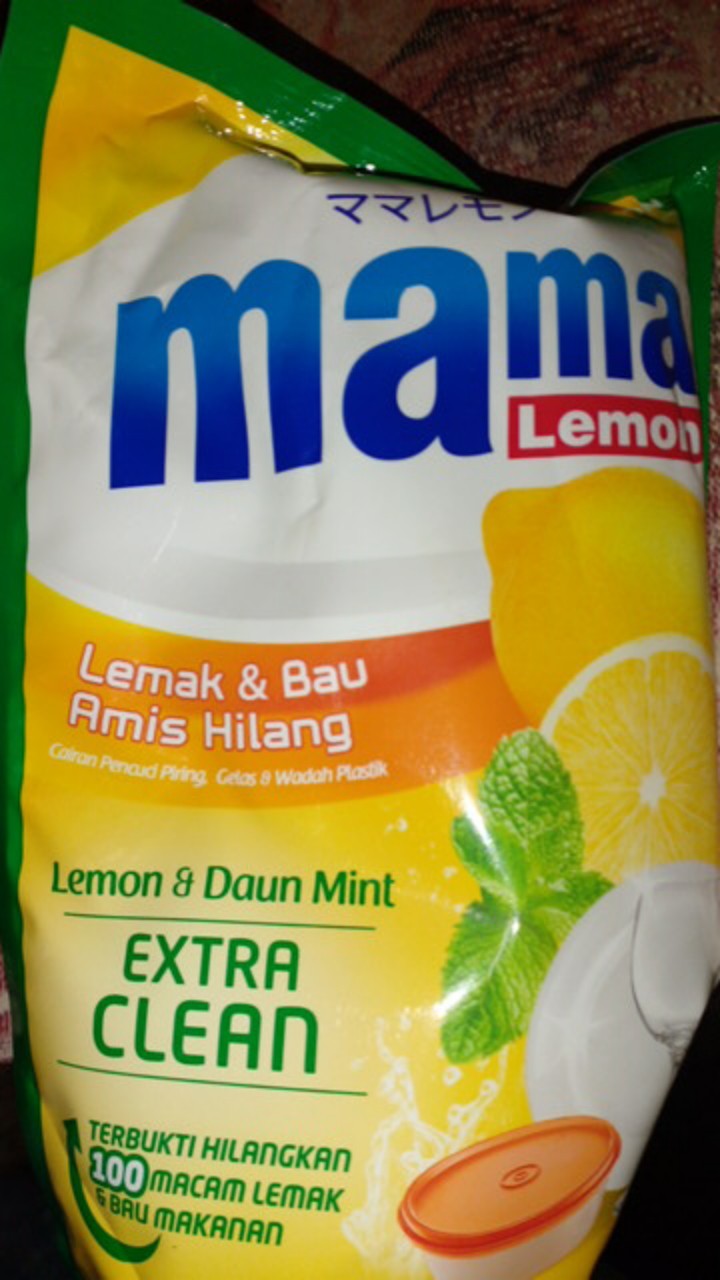 ママレモン
mama
Lemon
Lemak & Bau
Amis Hilang
Cairan Pencuci Piring, Gelas & Wadah Plastik
Lemon & Daun Mint
EXTRA
CLEAN
TERBUKTI HILANGKAN
100 MACAM LEMAK
& BAU MAKANAN